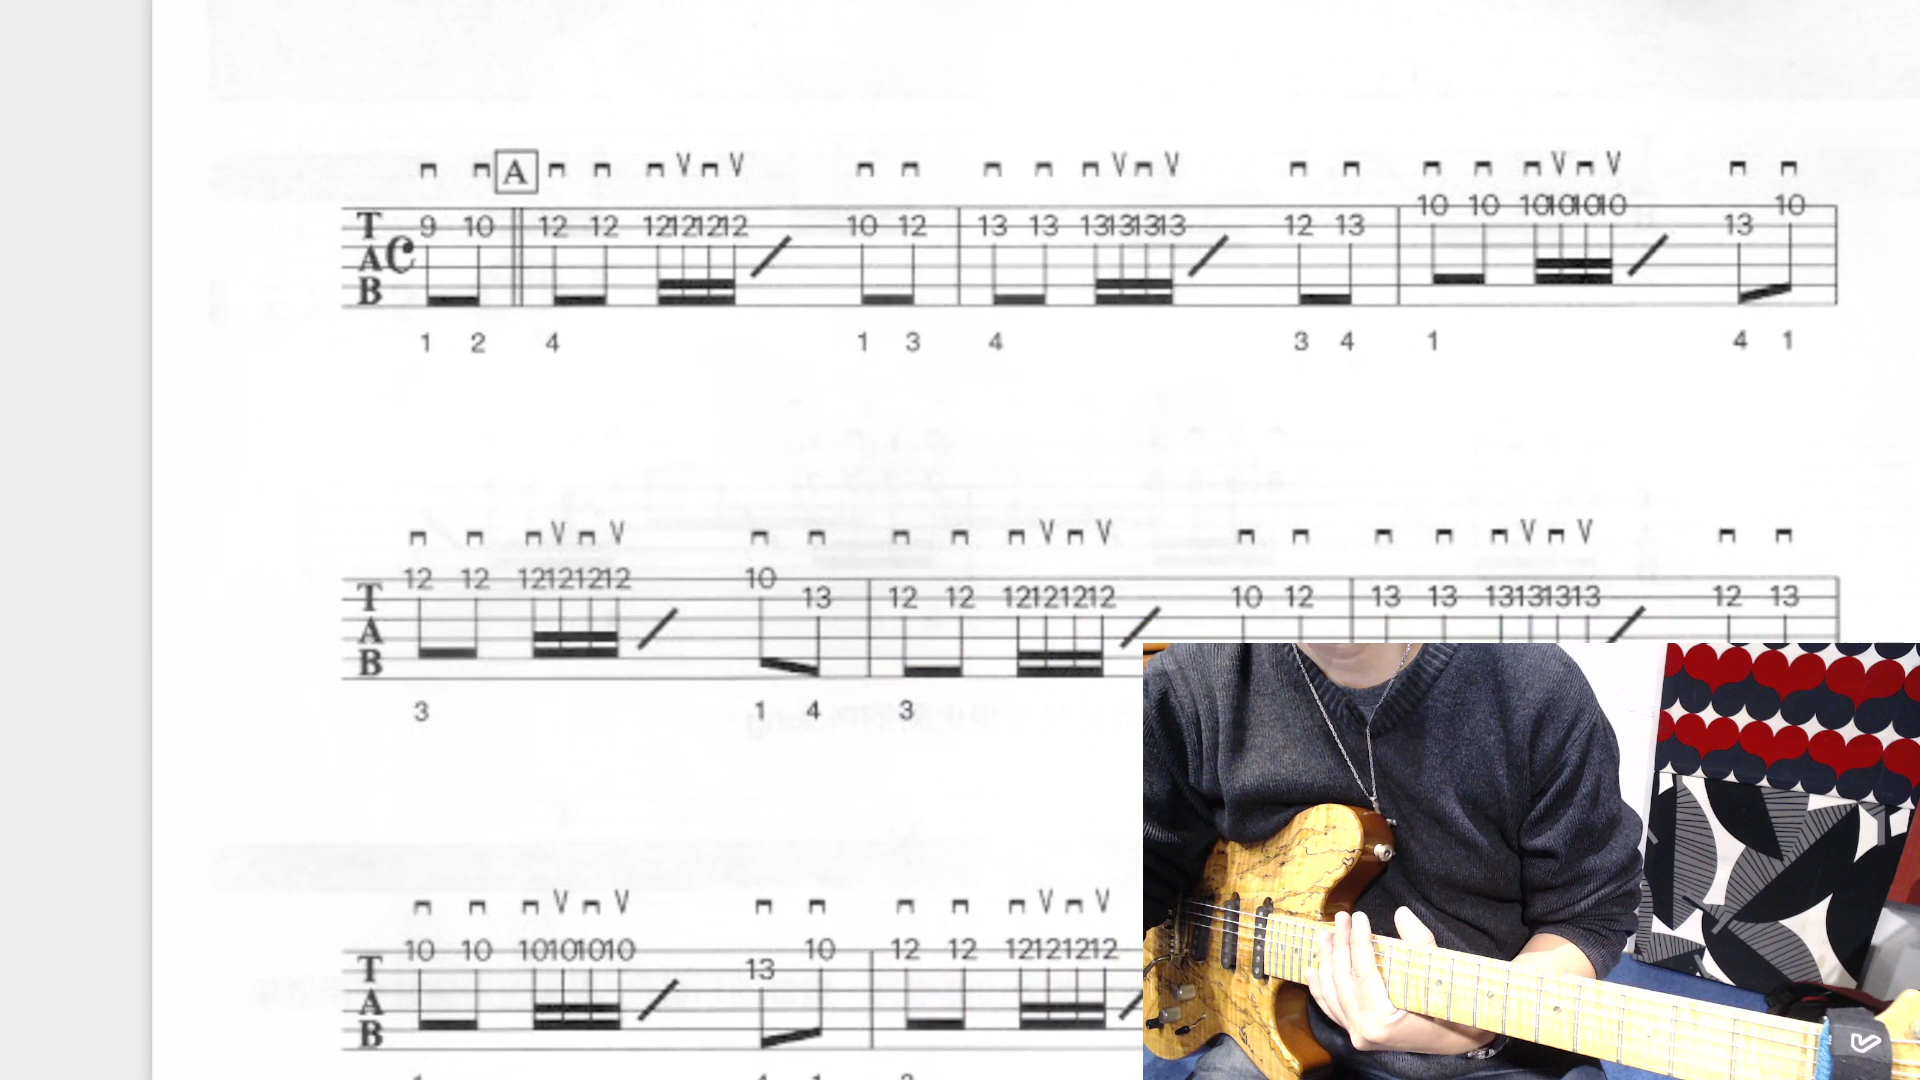 A
T A B C 9 10 12 12 12 12 12 12 10 12 13 13 13 13 13 13 12 13 10 10 10 10 10 10 13 10
1 2 4 1 3 4 3 4 1 4 1
T A B 12 12 12 12 12 12 10 13 12 12 12 12 12 12 10 12 13 13 13 13 13 13 12 13
3 1 4 3
T A B 10 10 10 10 10 10 13 10 12 12 12 12 12 12